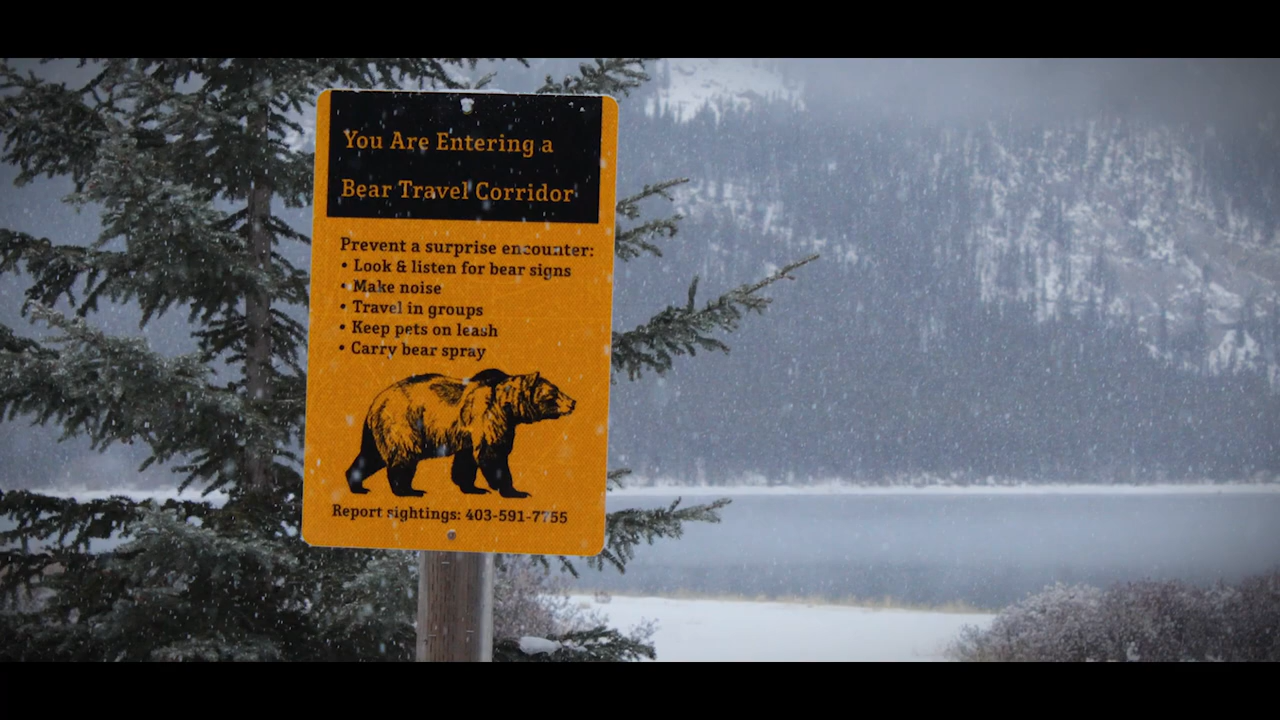 You Are Entering a
Bear Travel Corridor
Prevent a surprise encounter:
• Look & listen for bear signs
• Make noise
• Travel in groups
• Keep pets on leash
• Carry bear spray
Report sightings: 403-591-7755